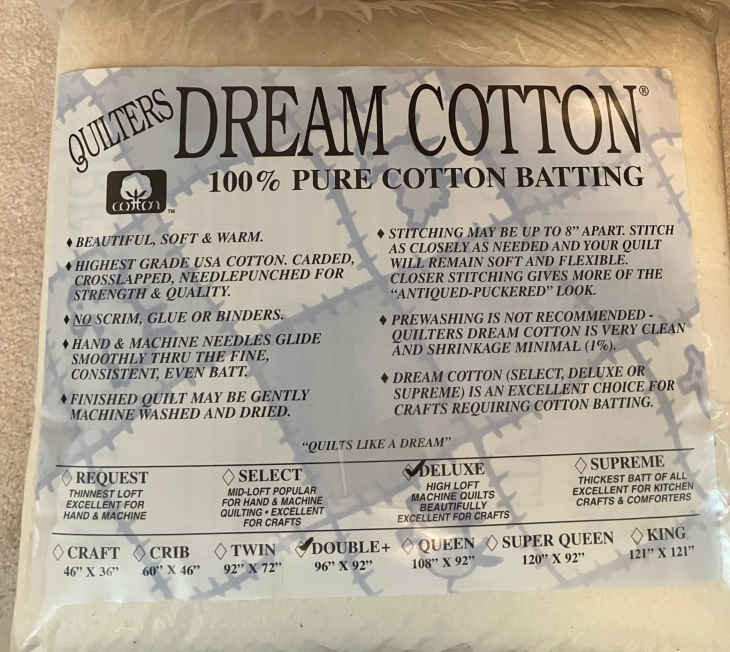 QUILTERS DREAM COTTON®
100% PURE COTTON BATTING
cotton™
♦ BEAUTIFUL, SOFT & WARM.
♦ HIGHEST GRADE USA COTTON. CARDED,
CROSSLAPPED, NEEDLEPUNCHED FOR
STRENGTH & QUALITY.
♦ NO SCRIM, GLUE OR BINDERS.
♦ HAND & MACHINE NEEDLES GLIDE
SMOOTHLY THRU THE FINE,
CONSISTENT, EVEN BATT.
♦ FINISHED QUILT MAY BE GENTLY
MACHINE WASHED AND DRIED.
♦ STITCHING MAY BE UP TO 8” APART. STITCH
AS CLOSELY AS NEEDED AND YOUR QUILT
WILL REMAIN SOFT AND FLEXIBLE.
CLOSER STITCHING GIVES MORE OF THE
“ANTIQUED-PUCKERED” LOOK.
♦ PREWASHING IS NOT RECOMMENDED -
QUILTERS DREAM COTTON IS VERY CLEAN
AND SHRINKAGE MINIMAL (1%).
♦ DREAM COTTON (SELECT, DELUXE OR
SUPREME) IS AN EXCELLENT CHOICE FOR
CRAFTS REQUIRING COTTON BATTING.
“QUILTS LIKE A DREAM”
◊ REQUEST
THINNEST LOFT
EXCELLENT FOR
HAND & MACHINE
◊ SELECT
MID-LOFT POPULAR
FOR HAND & MACHINE
QUILTING • EXCELLENT
FOR CRAFTS
✓ DELUXE
HIGH LOFT
MACHINE QUILTS
BEAUTIFULLY
EXCELLENT FOR CRAFTS
◊ SUPREME
THICKEST BATT OF ALL
EXCELLENT FOR KITCHEN
CRAFTS & COMFORTERS
◊ CRAFT ◊ CRIB ◊ TWIN ✓ DOUBLE+ ◊ QUEEN ◊ SUPER QUEEN ◊ KING
46” X 36” 60” X 46” 92” X 72” 96” X 92” 108” X 92” 120” X 92” 121” X 121”